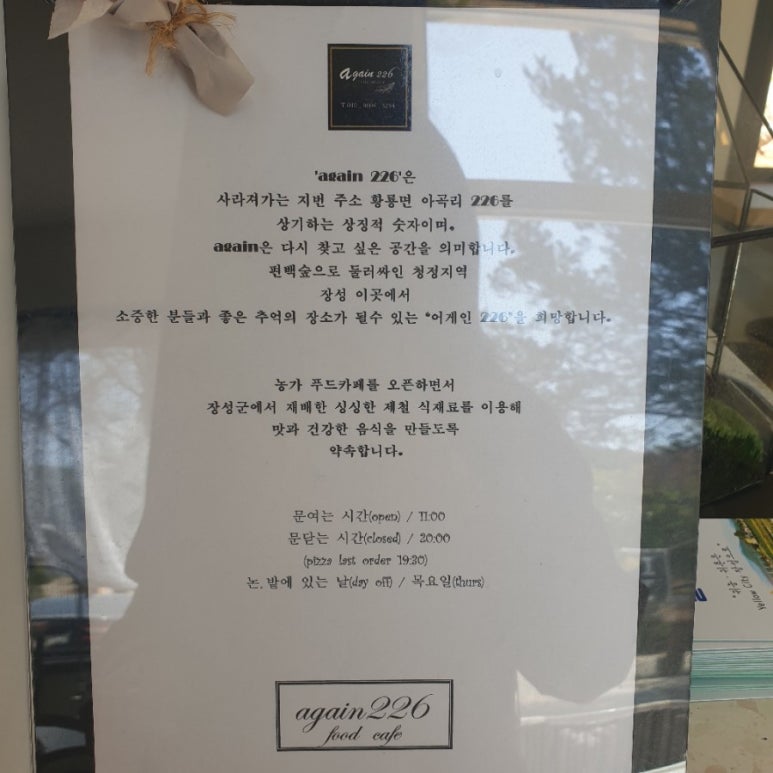 again 226
'again 226'은
사라져가는 지번 주소 황룡면 아곡리 226를
상기하는 상징적 숫자이며.
again은 다시 찾고 싶은 공간을 의미합니다.
편백숲으로 둘러싸인 청정지역
장성 이곳에서
소중한 분들과 좋은 추억의 장소가 될수 있는 '어게인 226'을 희망합니다.
농가 푸드카페를 오픈하면서
장성군에서 재배한 싱싱한 제철 식재료를 이용해
맛과 건강한 음식을 만들도록
약속합니다.
문여는 시간(open) / 11:00
문닫는 시간(closed) / 20:00
(pizza last order 19:30)
논, 밭에 있는 날(day off) / 목요일(thurs)
again226
food cafe
Yellow City